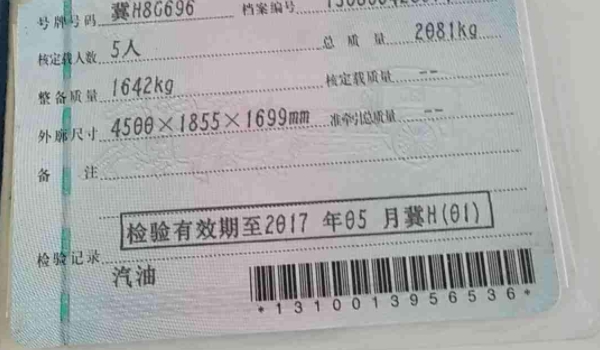 号牌号码 冀H8G696 档案编号
核定载人数 5人 总质量 2081kg
整备质量 1642kg 核定载质量 --
外廓尺寸 4500×1855×1699mm 准牵引总质量 --
备注
检验有效期至2017 年05 月冀H(01)
检验记录
汽油
*1310013956536*